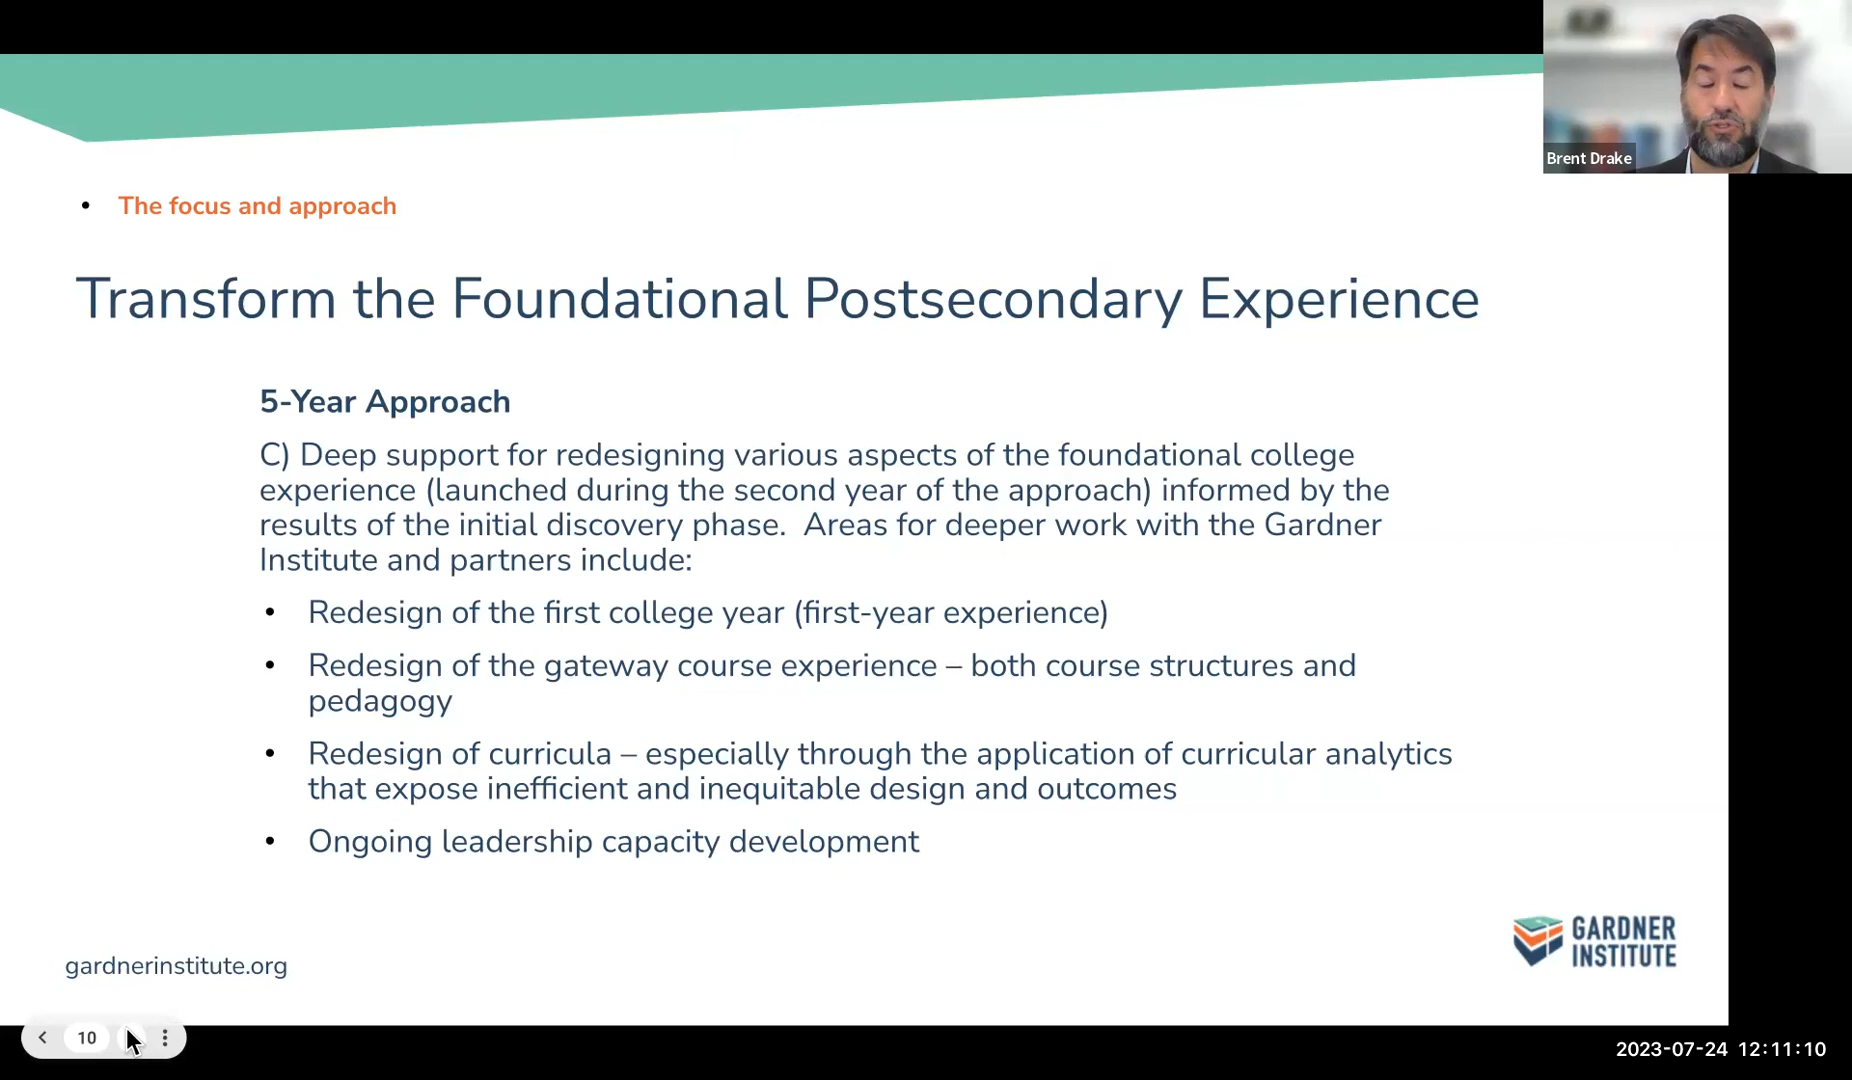 Brent Drake
• The focus and approach
Transform the Foundational Postsecondary Experience
5-Year Approach
C) Deep support for redesigning various aspects of the foundational college
experience (launched during the second year of the approach) informed by the
results of the initial discovery phase.  Areas for deeper work with the Gardner
Institute and partners include:
• Redesign of the first college year (first-year experience)
• Redesign of the gateway course experience – both course structures and
pedagogy
• Redesign of curricula – especially through the application of curricular analytics
that expose inefficient and inequitable design and outcomes
• Ongoing leadership capacity development
GARDNER
INSTITUTE
gardnerinstitute.org
10
2023-07-24 12:11:10